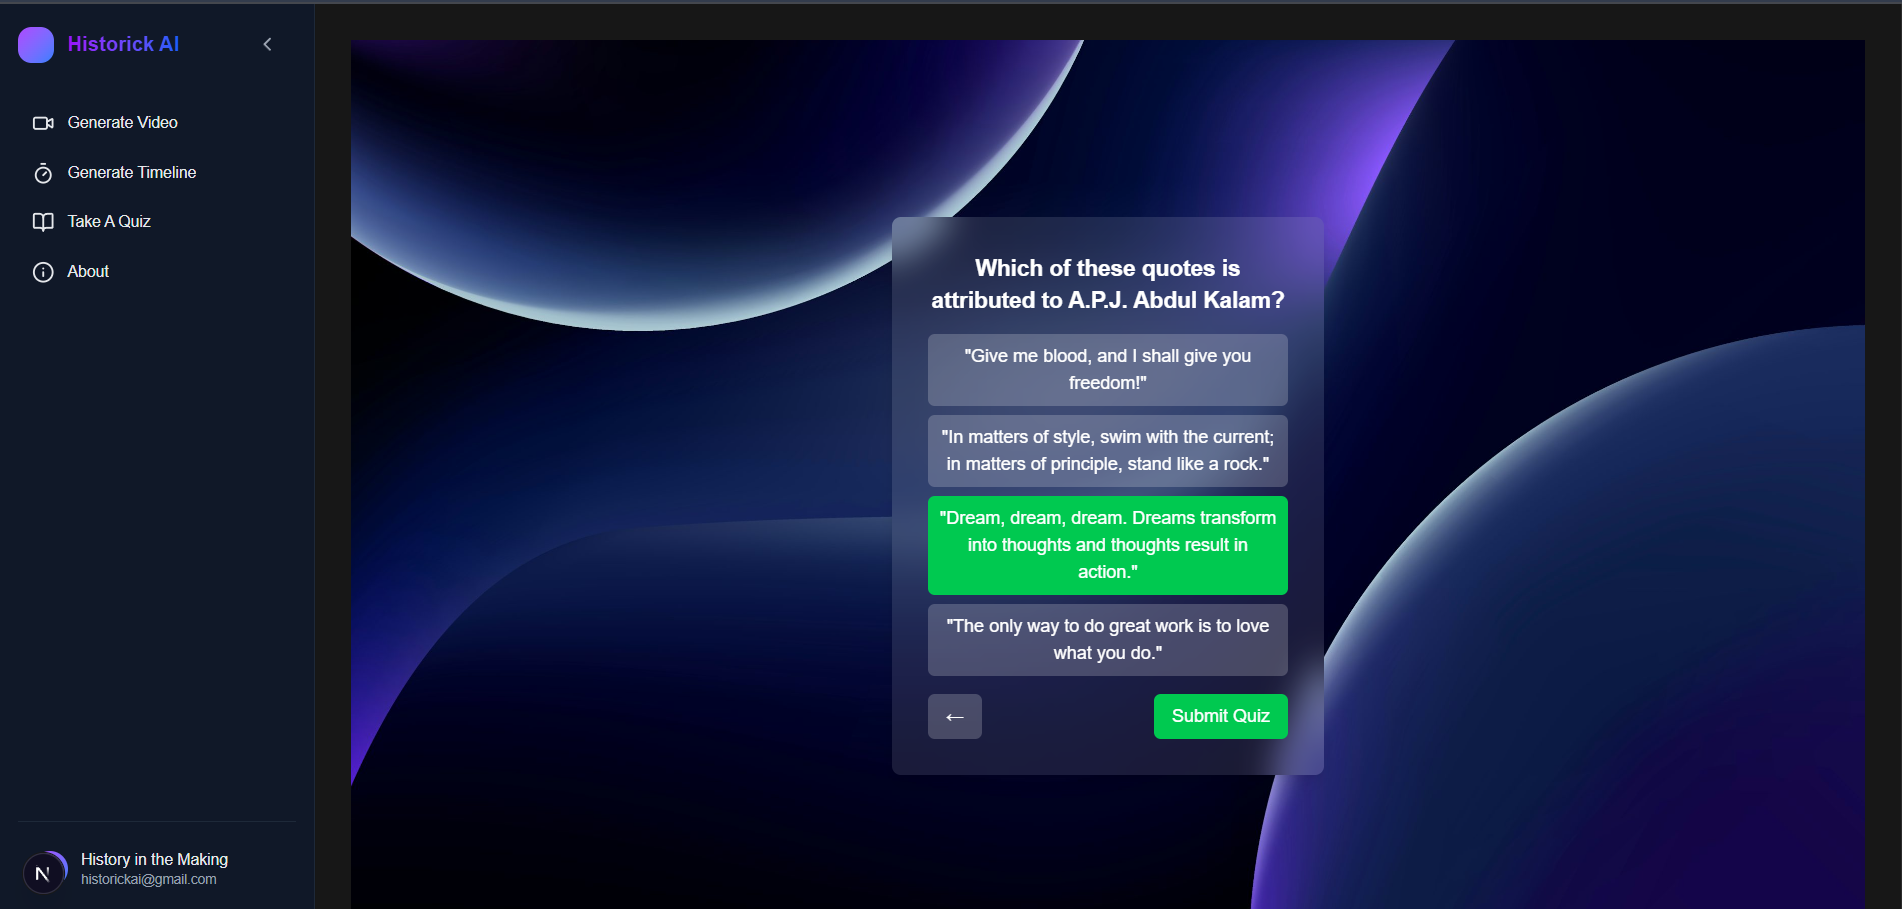 Historick AI
Generate Video
Generate Timeline
Take A Quiz
About
Which of these quotes is
attributed to A.P.J. Abdul Kalam?
"Give me blood, and I shall give you
freedom!"
"In matters of style, swim with the current;
in matters of principle, stand like a rock."
"Dream, dream, dream. Dreams transform
into thoughts and thoughts result in
action."
"The only way to do great work is to love
what you do."
←
Submit Quiz
N
History in the Making
historickai@gmail.com